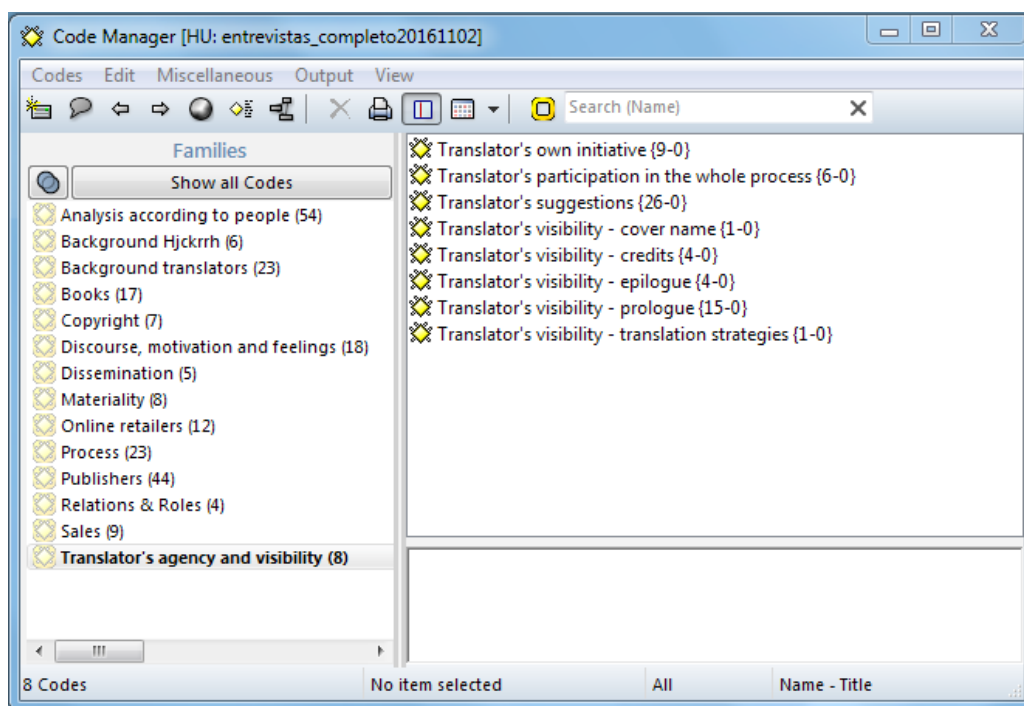 Code Manager [HU: entrevistas_completo20161102]
Codes Edit Miscellaneous Output View
Search (Name)
Families
Show all Codes
Analysis according to people (54)
Background Hjckrrh (6)
Background translators (23)
Books (17)
Copyright (7)
Discourse, motivation and feelings (18)
Dissemination (5)
Materiality (8)
Online retailers (12)
Process (23)
Publishers (44)
Relations & Roles (4)
Sales (9)
Translator's agency and visibility (8)
Translator's own initiative {9-0}
Translator's participation in the whole process {6-0}
Translator's suggestions {26-0}
Translator's visibility - cover name {1-0}
Translator's visibility - credits {4-0}
Translator's visibility - epilogue {4-0}
Translator's visibility - prologue {15-0}
Translator's visibility - translation strategies {1-0}
8 Codes No item selected All Name - Title